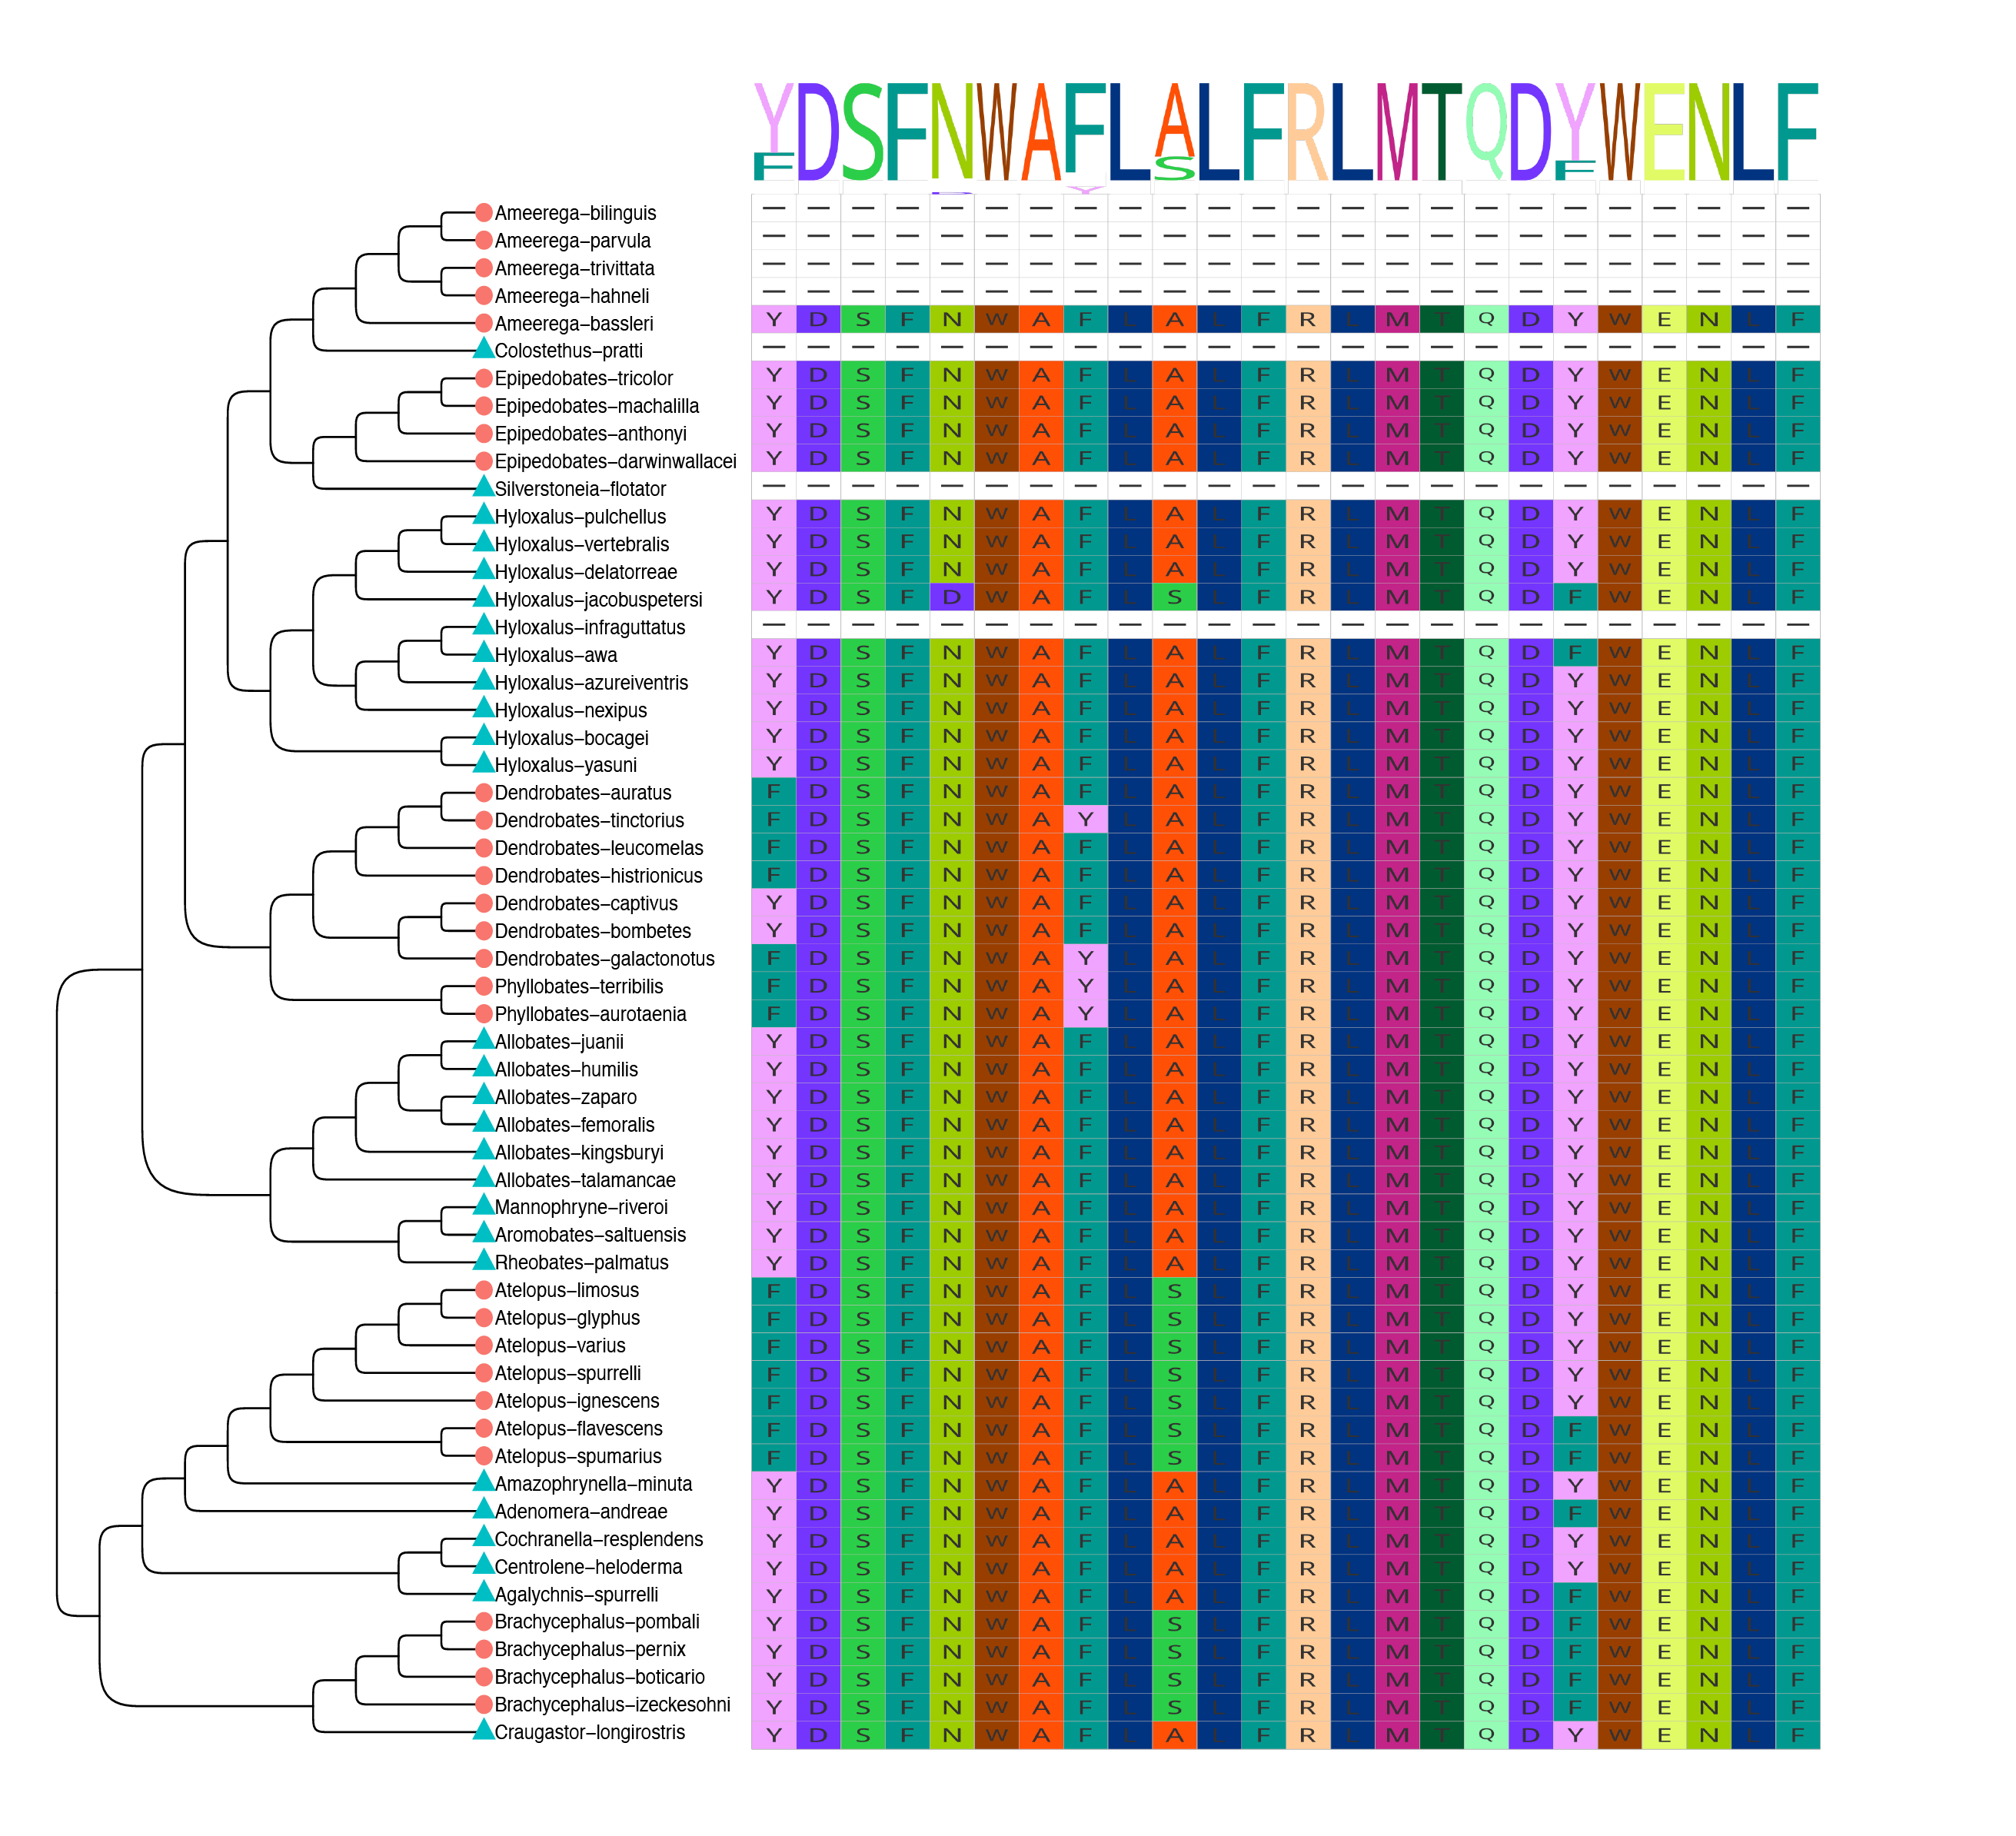 Y D S F N W A F L A L F R L M T Q D Y W E N L F
F S F
D Y
Ameerega–bilinguis – – – – – – – – – – – – – – – – – – – – – – – –
Ameerega–parvula – – – – – – – – – – – – – – – – – – – – – – – –
Ameerega–trivittata – – – – – – – – – – – – – – – – – – – – – – – –
Ameerega–hahneli – – – – – – – – – – – – – – – – – – – – – – – –
Ameerega–bassleri Y D S F N W A F L A L F R L M T Q D Y W E N L F
Colostethus–pratti – – – – – – – – – – – – – – – – – – – – – – – –
Epipedobates–tricolor Y D S F N W A F L A L F R L M T Q D Y W E N L F
Epipedobates–machalilla Y D S F N W A F L A L F R L M T Q D Y W E N L F
Epipedobates–anthonyi Y D S F N W A F L A L F R L M T Q D Y W E N L F
Epipedobates–darwinwallacei Y D S F N W A F L A L F R L M T Q D Y W E N L F
Silverstoneia–flotator – – – – – – – – – – – – – – – – – – – – – – – –
Hyloxalus–pulchellus Y D S F N W A F L A L F R L M T Q D Y W E N L F
Hyloxalus–vertebralis Y D S F N W A F L A L F R L M T Q D Y W E N L F
Hyloxalus–delatorreae Y D S F N W A F L A L F R L M T Q D Y W E N L F
Hyloxalus–jacobuspetersi Y D S F D W A F L S L F R L M T Q D F W E N L F
Hyloxalus–infraguttatus – – – – – – – – – – – – – – – – – – – – – – – –
Hyloxalus–awa Y D S F N W A F L A L F R L M T Q D F W E N L F
Hyloxalus–azureiventris Y D S F N W A F L A L F R L M T Q D Y W E N L F
Hyloxalus–nexipus Y D S F N W A F L A L F R L M T Q D Y W E N L F
Hyloxalus–bocagei Y D S F N W A F L A L F R L M T Q D Y W E N L F
Hyloxalus–yasuni Y D S F N W A F L A L F R L M T Q D Y W E N L F
Dendrobates–auratus F D S F N W A F L A L F R L M T Q D Y W E N L F
Dendrobates–tinctorius F D S F N W A Y L A L F R L M T Q D Y W E N L F
Dendrobates–leucomelas F D S F N W A F L A L F R L M T Q D Y W E N L F
Dendrobates–histrionicus F D S F N W A F L A L F R L M T Q D Y W E N L F
Dendrobates–captivus Y D S F N W A F L A L F R L M T Q D Y W E N L F
Dendrobates–bombetes Y D S F N W A F L A L F R L M T Q D Y W E N L F
Dendrobates–galactonotus F D S F N W A Y L A L F R L M T Q D Y W E N L F
Phyllobates–terribilis F D S F N W A Y L A L F R L M T Q D Y W E N L F
Phyllobates–aurotaenia F D S F N W A Y L A L F R L M T Q D Y W E N L F
Allobates–juanii Y D S F N W A F L A L F R L M T Q D Y W E N L F
Allobates–humilis Y D S F N W A F L A L F R L M T Q D Y W E N L F
Allobates–zaparo Y D S F N W A F L A L F R L M T Q D Y W E N L F
Allobates–femoralis Y D S F N W A F L A L F R L M T Q D Y W E N L F
Allobates–kingsburyi Y D S F N W A F L A L F R L M T Q D Y W E N L F
Allobates–talamancae Y D S F N W A F L A L F R L M T Q D Y W E N L F
Mannophryne–riveroi Y D S F N W A F L A L F R L M T Q D Y W E N L F
Aromobates–saltuensis Y D S F N W A F L A L F R L M T Q D Y W E N L F
Rheobates–palmatus Y D S F N W A F L A L F R L M T Q D Y W E N L F
Atelopus–limosus F D S F N W A F L S L F R L M T Q D Y W E N L F
Atelopus–glyphus F D S F N W A F L S L F R L M T Q D Y W E N L F
Atelopus–varius F D S F N W A F L S L F R L M T Q D Y W E N L F
Atelopus–spurrelli F D S F N W A F L S L F R L M T Q D Y W E N L F
Atelopus–ignescens F D S F N W A F L S L F R L M T Q D Y W E N L F
Atelopus–flavescens F D S F N W A F L S L F R L M T Q D F W E N L F
Atelopus–spumarius F D S F N W A F L S L F R L M T Q D F W E N L F
Amazophrynella–minuta Y D S F N W A F L A L F R L M T Q D Y W E N L F
Adenomera–andreae Y D S F N W A F L A L F R L M T Q D F W E N L F
Cochranella–resplendens Y D S F N W A F L A L F R L M T Q D Y W E N L F
Centrolene–heloderma Y D S F N W A F L A L F R L M T Q D Y W E N L F
Agalychnis–spurrelli Y D S F N W A F L A L F R L M T Q D F W E N L F
Brachycephalus–pombali Y D S F N W A F L S L F R L M T Q D F W E N L F
Brachycephalus–pernix Y D S F N W A F L S L F R L M T Q D F W E N L F
Brachycephalus–boticario Y D S F N W A F L S L F R L M T Q D F W E N L F
Brachycephalus–izeckesohni Y D S F N W A F L S L F R L M T Q D F W E N L F
Craugastor–longirostris Y D S F N W A F L A L F R L M T Q D Y W E N L F